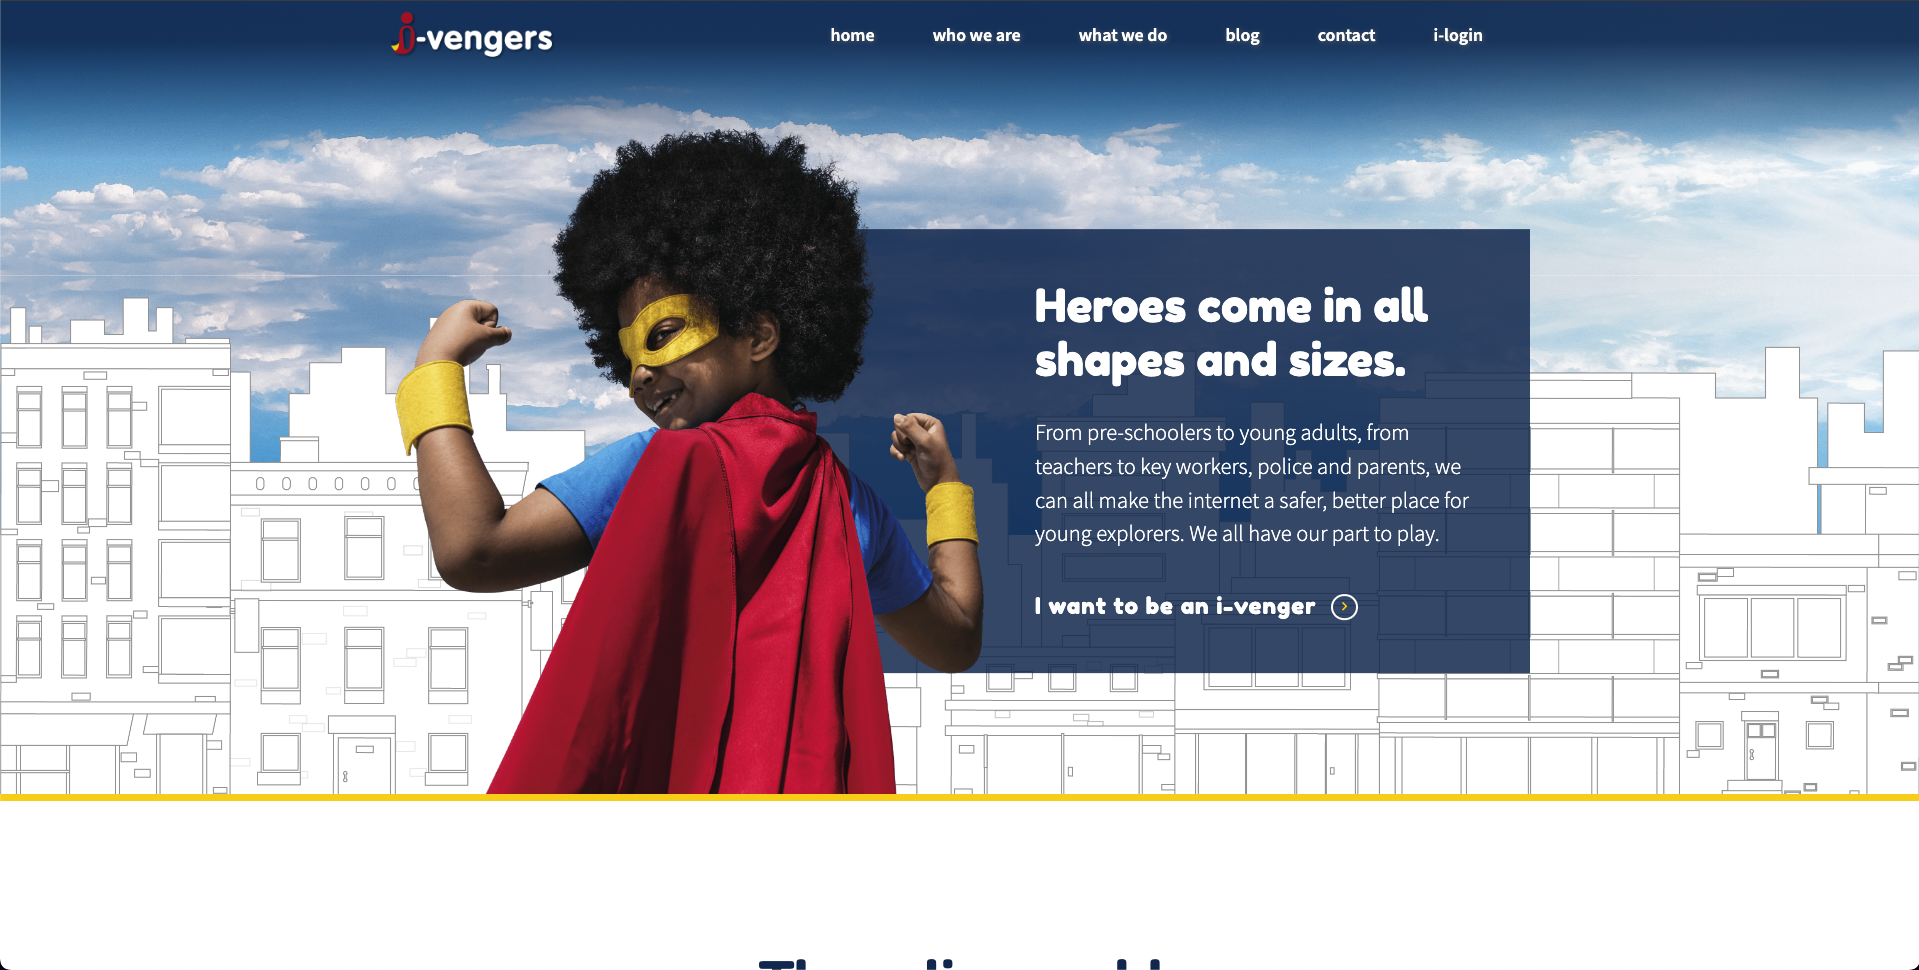 i-vengers
home who we are what we do blog contact i-login
Heroes come in all
shapes and sizes.
From pre-schoolers to young adults, from
teachers to key workers, police and parents, we
can all make the internet a safer, better place for
young explorers. We all have our part to play.
I want to be an i-venger